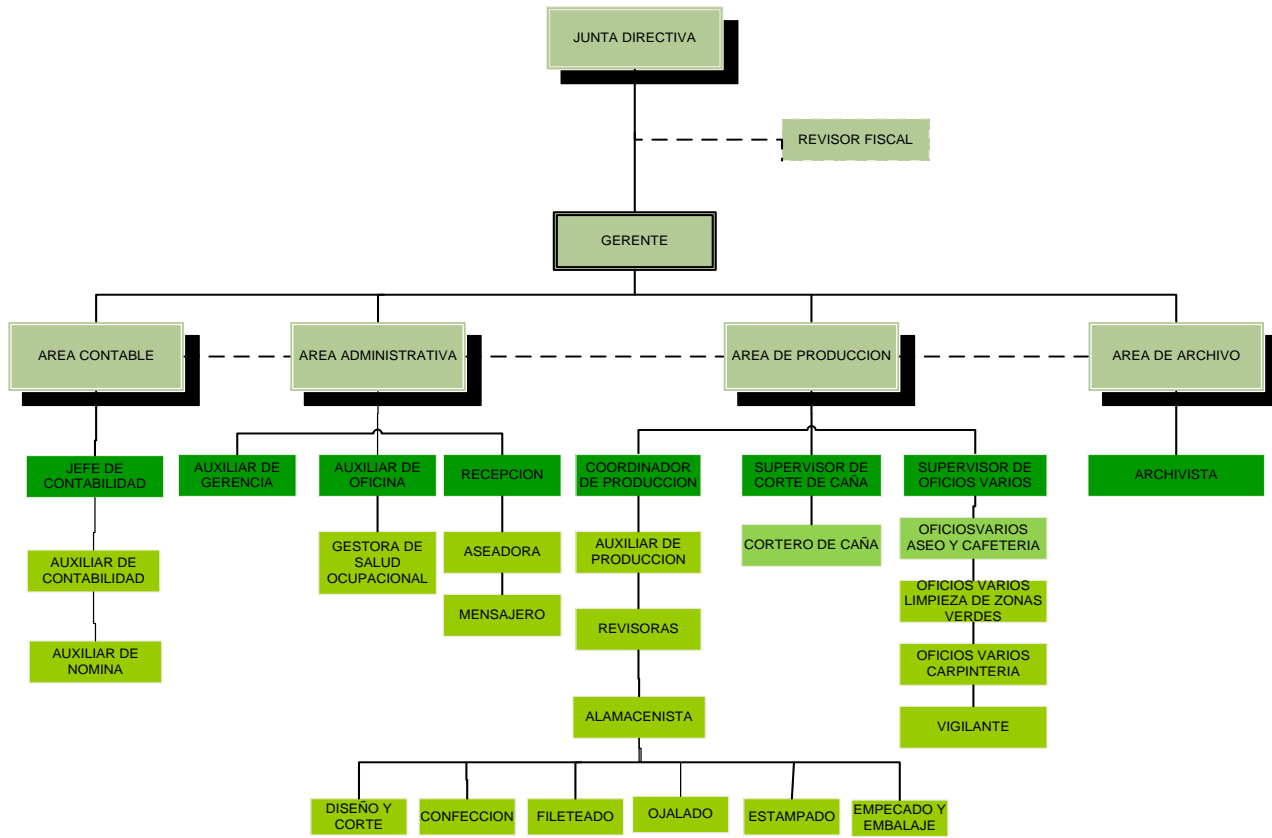 JUNTA DIRECTIVA
REVISOR FISCAL
GERENTE
AREA CONTABLE
AREA ADMINISTRATIVA
AREA DE PRODUCCION
AREA DE ARCHIVO
JEFE DE
CONTABILIDAD
AUXILIAR DE
GERENCIA
AUXILIAR DE
OFICINA
RECEPCION
COORDINADOR
DE PRODUCCION
SUPERVISOR DE
CORTE DE CAÑA
SUPERVISOR DE
OFICIOS VARIOS
ARCHIVISTA
AUXILIAR DE
CONTABILIDAD
GESTORA DE
SALUD
OCUPACIONAL
ASEADORA
AUXILIAR DE
PRODUCCION
CORTERO DE CAÑA
OFICIOSVARIOS
ASEO Y CAFETERIA
MENSAJERO
OFICIOS VARIOS
LIMPIEZA DE ZONAS
VERDES
AUXILIAR DE
NOMINA
REVISORAS
OFICIOS VARIOS
CARPINTERIA
ALAMACENISTA
VIGILANTE
DISEÑO Y
CORTE
CONFECCION
FILETEADO
OJALADO
ESTAMPADO
EMPECADO Y
EMBALAJE